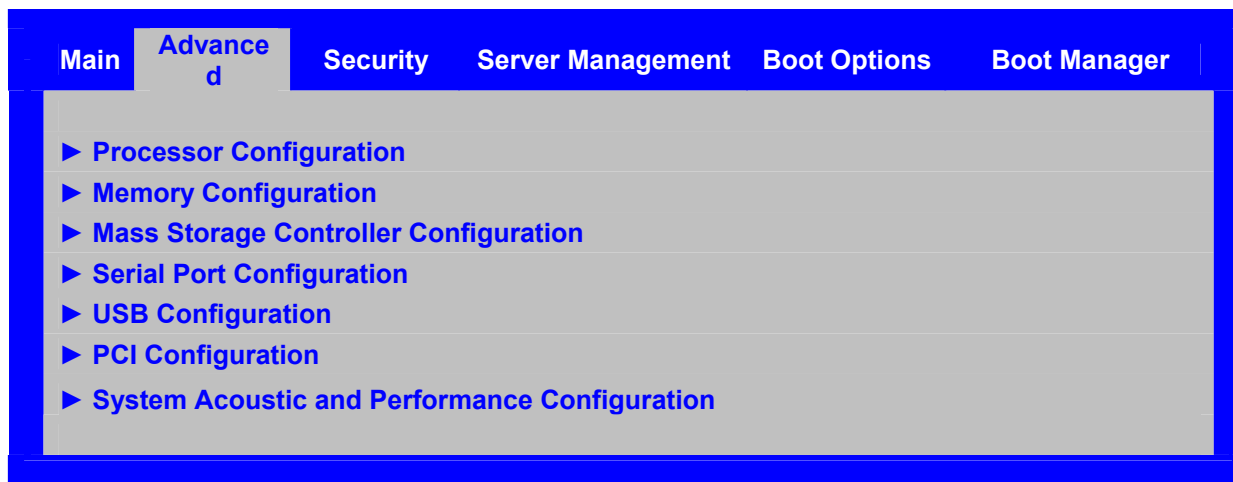 Main Advance
d Security Server Management Boot Options Boot Manager
► Processor Configuration
► Memory Configuration
► Mass Storage Controller Configuration
► Serial Port Configuration
► USB Configuration
► PCI Configuration
► System Acoustic and Performance Configuration